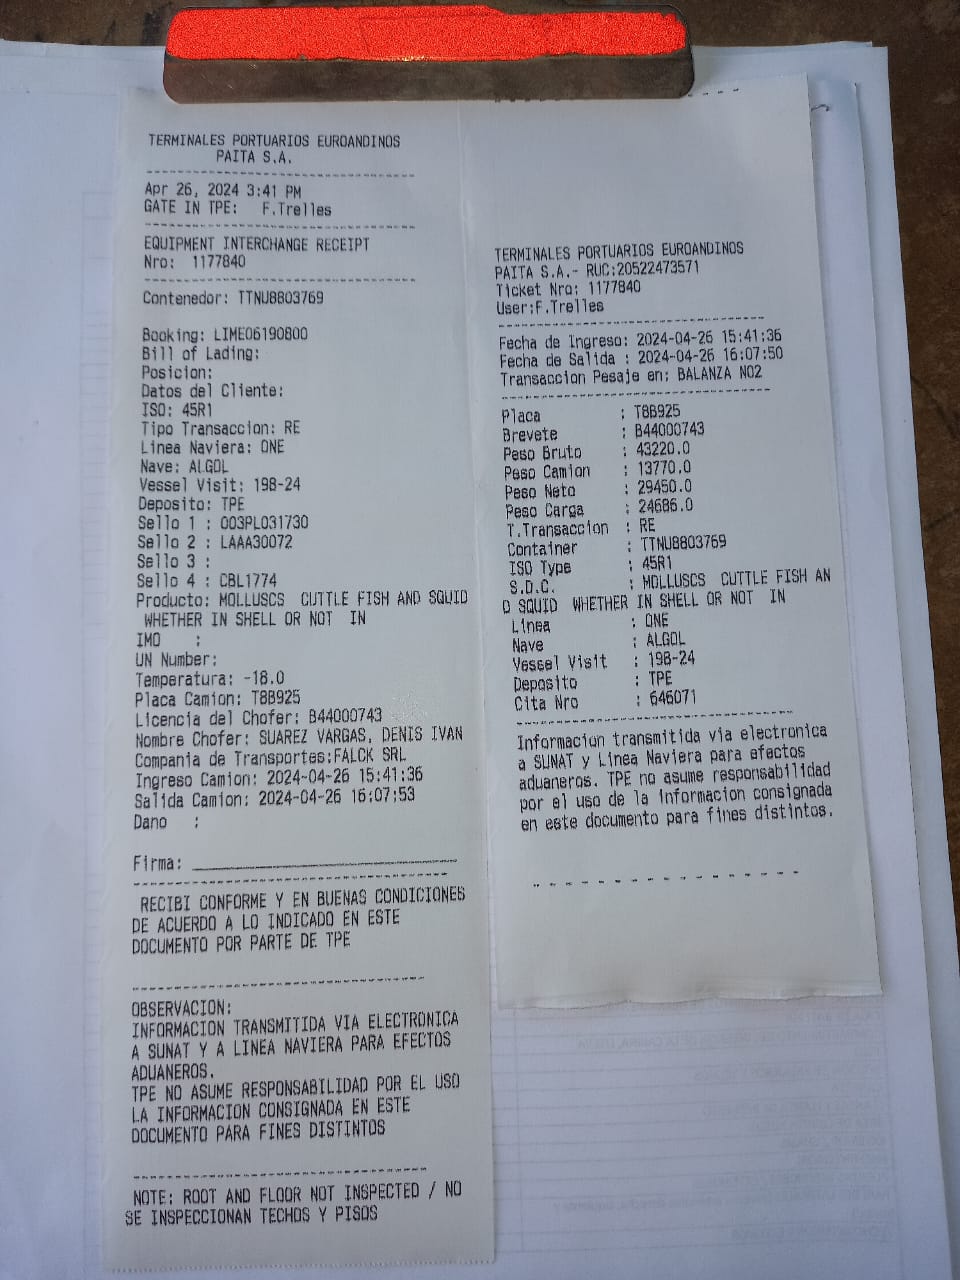 TERMINALES PORTUARIOS EUROANDINOS
PAITA S.A.
Apr 26, 2024 3:41 PM
GATE IN TPE: F.Trelles
EQUIPMENT INTERCHANGE RECEIPT
Nro: 1177840
Contenedor: TTNU8803769
Booking: LIME06190800
Bill of Lading:
Posicion:
Datos del Cliente:
ISO: 45R1
Tipo Transaccion: RE
Linea Naviera: ONE
Nave: ALGOL
Vessel Visit: 198-24
Deposito: TPE
Sello 1 : 003PL031730
Sello 2 : LAAA30072
Sello 3 :
Sello 4 : CBL1774
Producto: MOLLUSCS CUTTLE FISH AND SQUID
WHETHER IN SHELL OR NOT IN
IMO :
UN Number:
Temperatura: -18.0
Placa Camion: T8B925
Licencia del Chofer: B44000743
Nombre Chofer: SUAREZ VARGAS, DENIS IVAN
Compania de Transportes:FALCK SRL
Ingreso Camion: 2024-04-26 15:41:36
Salida Camion: 2024-04-26 16:07:53
Dano :
Firma:
RECIBI CONFORME Y EN BUENAS CONDICIONES
DE ACUERDO A LO INDICADO EN ESTE
DOCUMENTO POR PARTE DE TPE
OBSERVACION:
INFORMACION TRANSMITIDA VIA ELECTRONICA
A SUNAT Y A LINEA NAVIERA PARA EFECTOS
ADUANEROS.
TPE NO ASUME RESPONSABILIDAD POR EL USO
LA INFORMACION CONSIGNADA EN ESTE
DOCUMENTO PARA FINES DISTINTOS
NOTE: ROOT AND FLOOR NOT INSPECTED / NO
SE INSPECCIONAN TECHOS Y PISOS
TERMINALES PORTUARIOS EUROANDINOS
PAITA S.A.- RUC:20522473571
Ticket Nro: 1177840
User:F.Trelles
Fecha de Ingreso: 2024-04-26 15:41:36
Fecha de Salida : 2024-04-26 16:07:50
Transaccion Pesaje en: BALANZA N02
Placa : T8B925
Brevete : B44000743
Peso Bruto : 43220.0
Peso Camion : 13770.0
Peso Neto : 29450.0
Peso Carga : 24686.0
T.Transaccion : RE
Container : TTNU8803769
ISO Type : 45R1
S.D.C. : MOLLUSCS CUTTLE FISH AN
D SQUID WHETHER IN SHELL OR NOT IN
Linea : ONE
Nave : ALGOL
Vessel Visit : 198-24
Deposito : TPE
Cita Nro : 646071
Informacion transmitida via electronica
a SUNAT y Linea Naviera para efectos
aduaneros. TPE no asume responsabilidad
por el uso de la informacion consignada
en este documento para fines distintos.